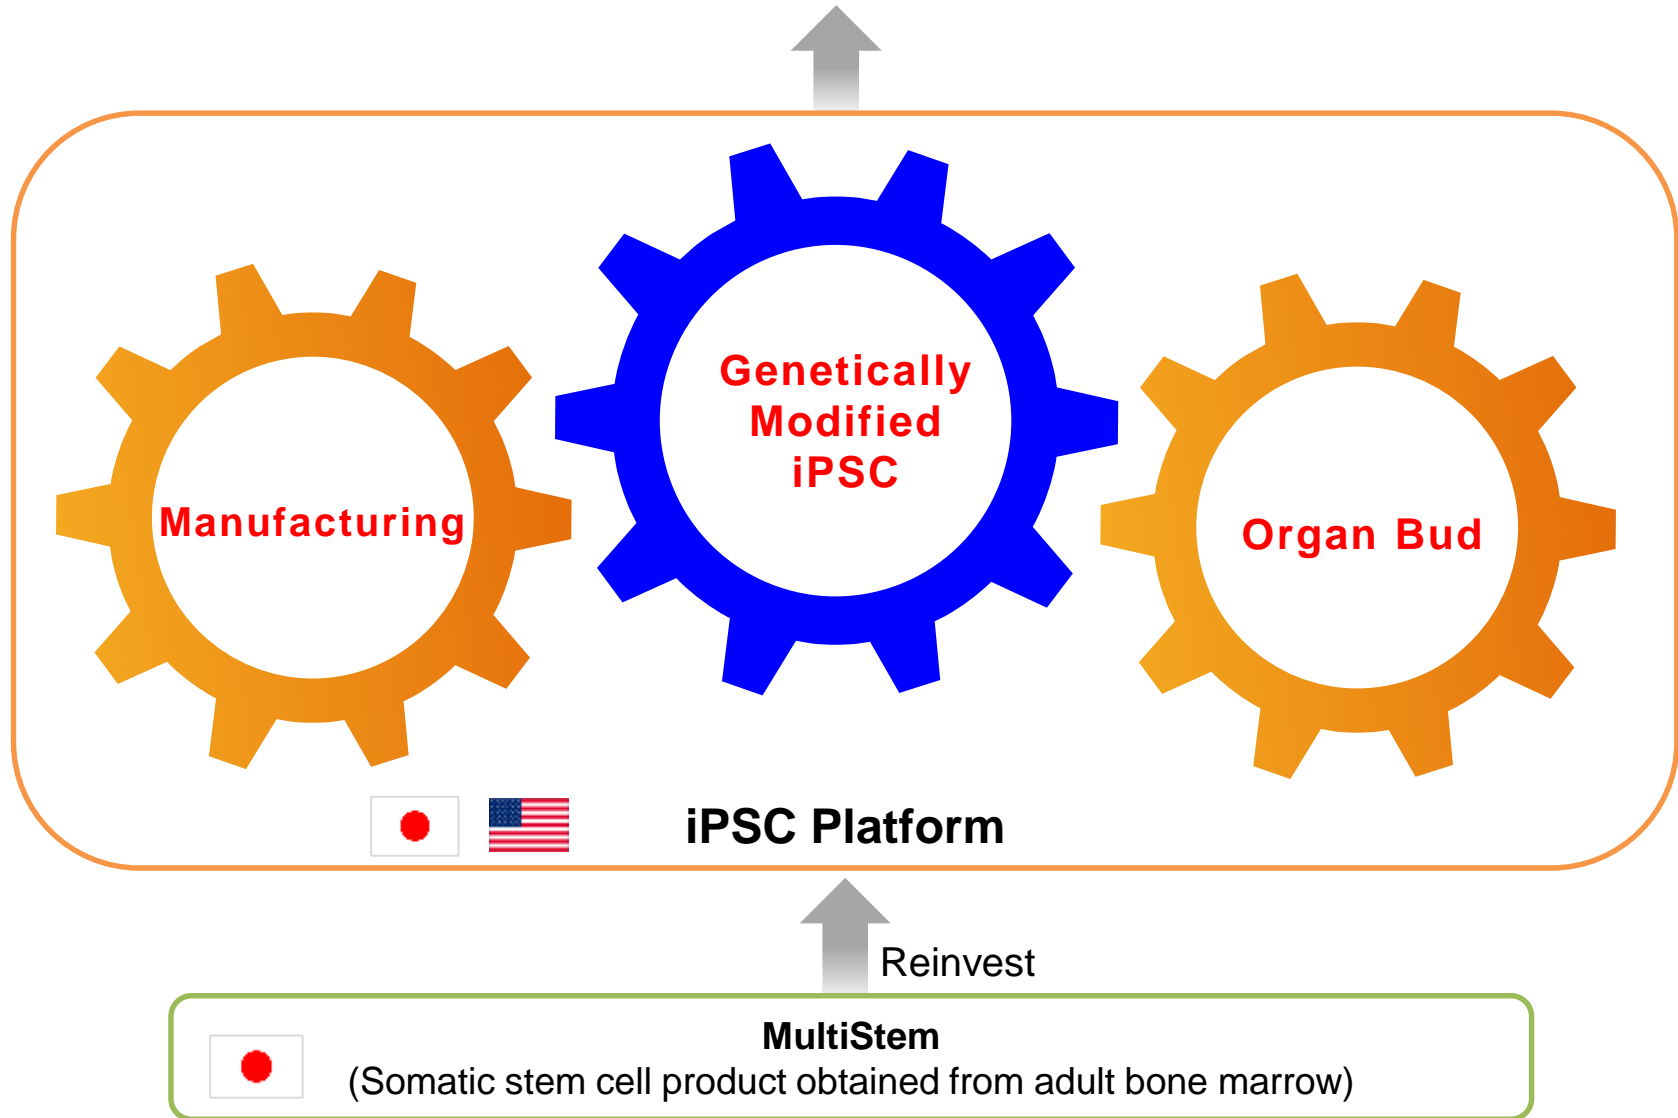 Genetically
Modified
iPSC
Manufacturing
Organ Bud
iPSC Platform
Reinvest
MultiStem
(Somatic stem cell product obtained from adult bone marrow)